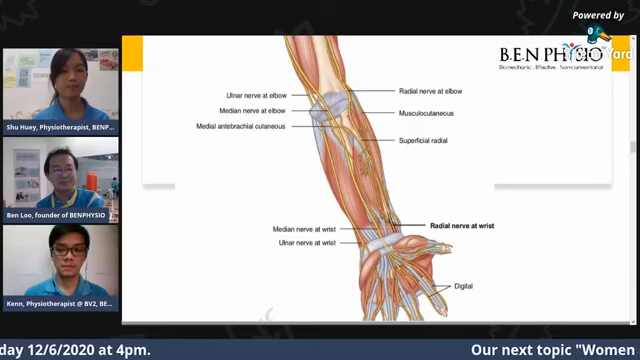 Powered by
StreamYard
BENPHYSIO
Biomechanic . Effective . Nonconventional
Shu Huey, Physiotherapist, BENP...
Ben Loo, founder of BENPHYSIO
Kenn, Physiotherapist @ BV2, BE...
Ulnar nerve at elbow
Median nerve at elbow
Medial antebrachial cutaneous
Radial nerve at elbow
Musculocutaneous
Superficial radial
Median nerve at wrist
Ulnar nerve at wrist
Radial nerve at wrist
Digital
day 12/6/2020 at 4pm.
Our next topic "Women